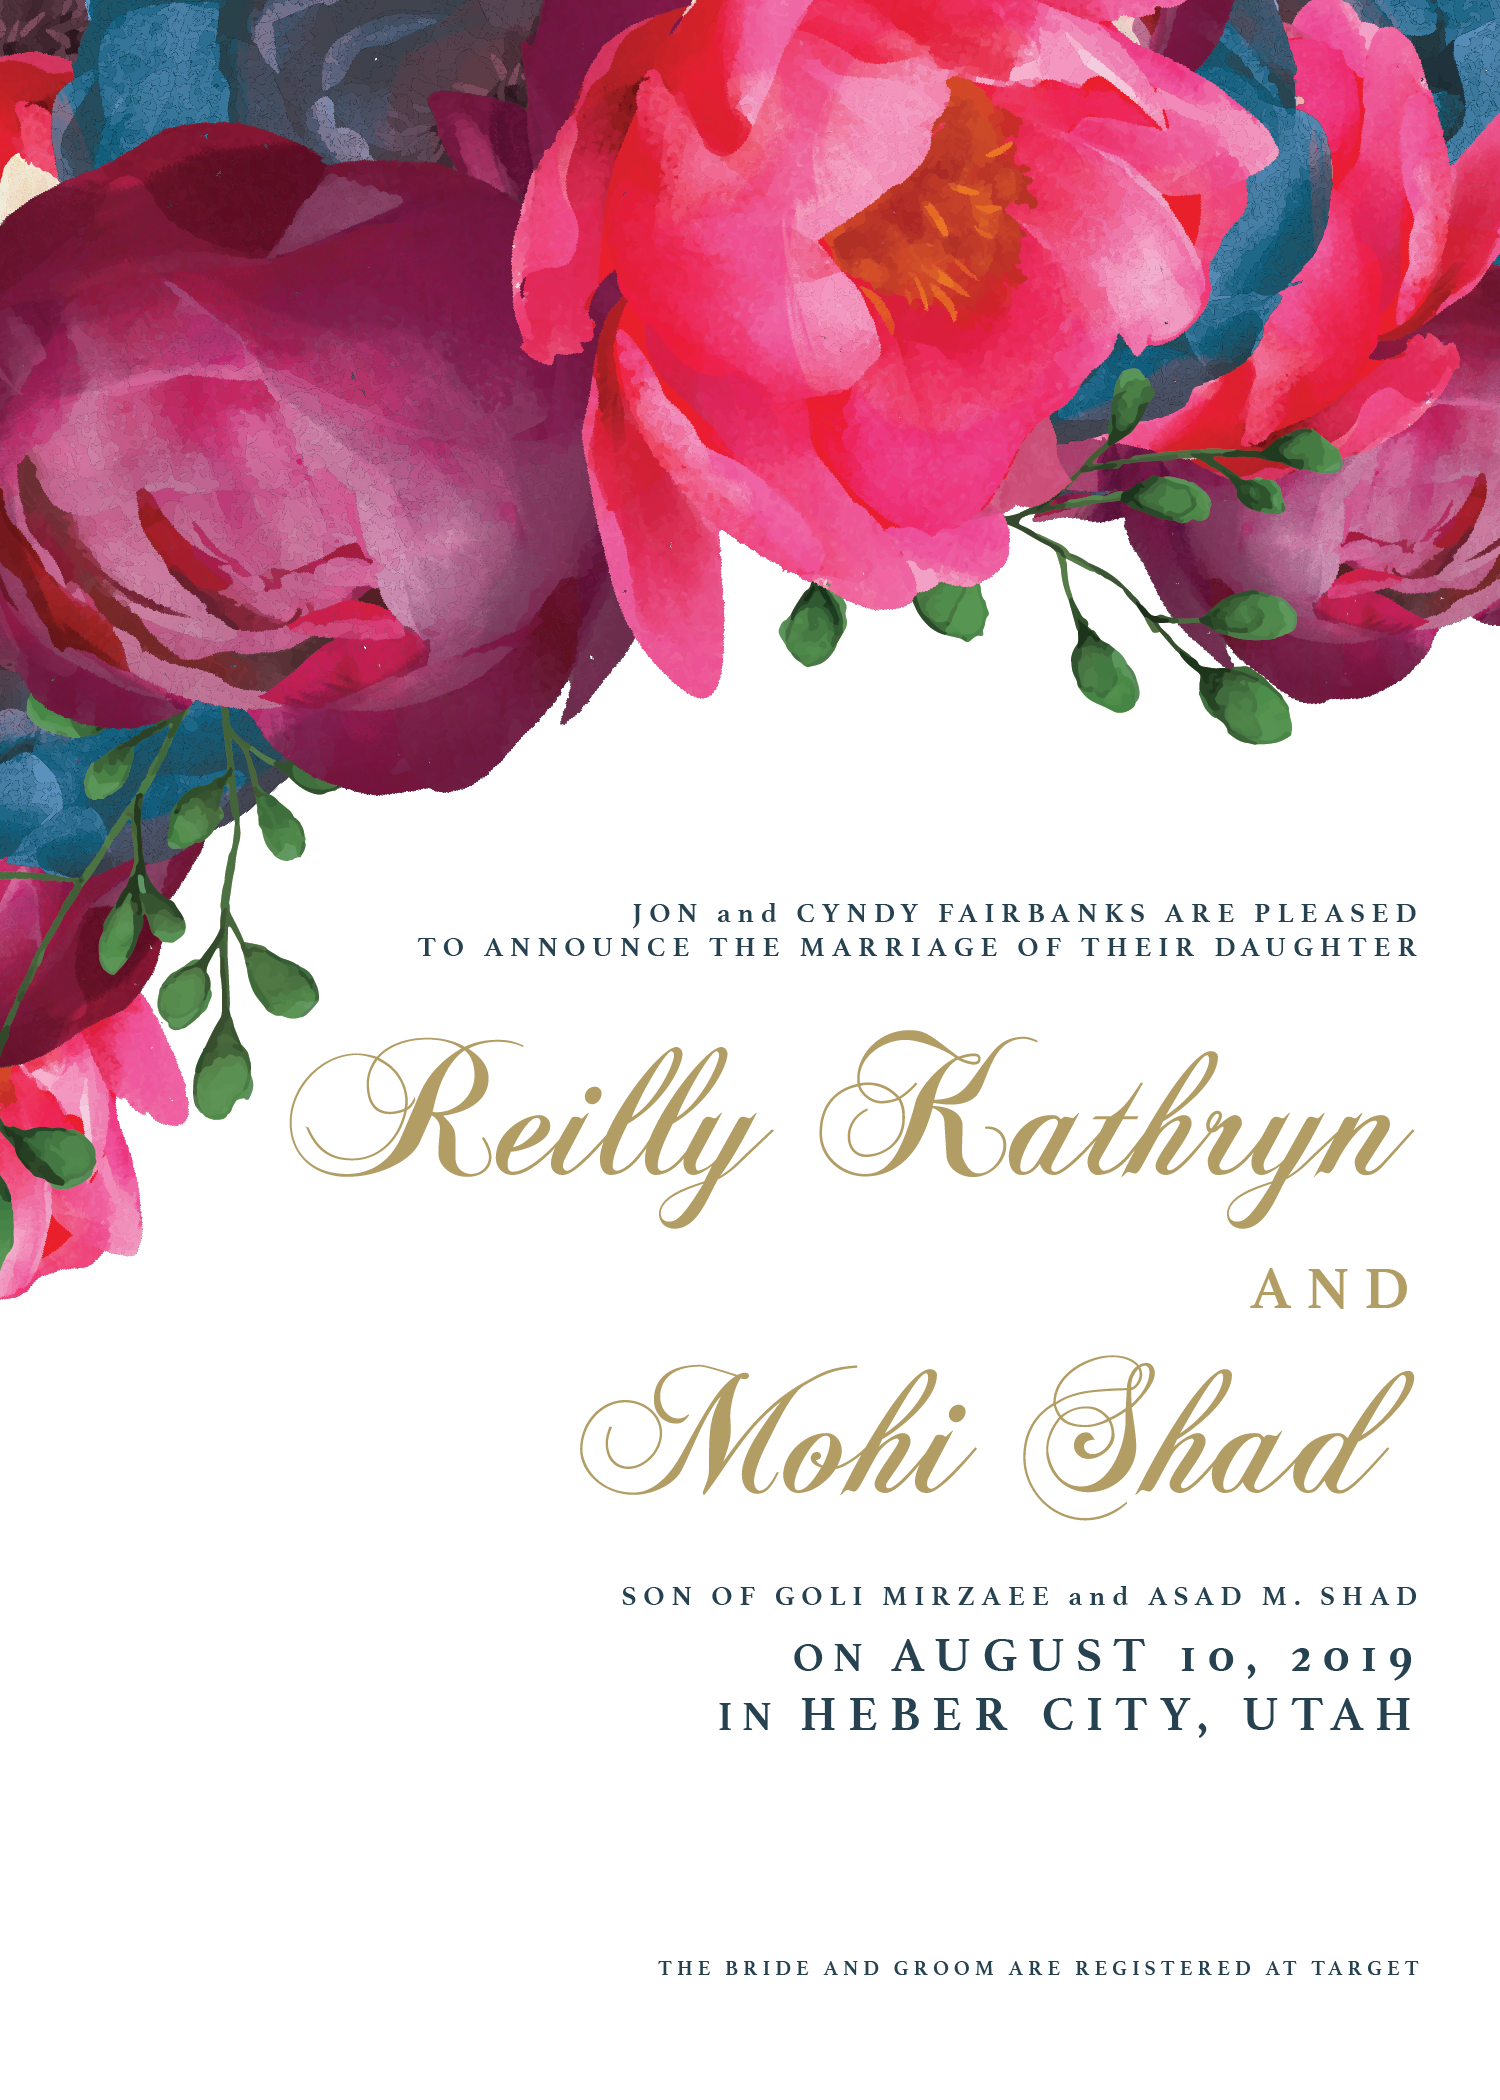 JON and CYNDY FAIRBANKS ARE PLEASED
TO ANNOUNCE THE MARRIAGE OF THEIR DAUGHTER
Reilly Kathryn
AND
Mohi Shad
SON OF GOLI MIRZAEE and ASAD M. SHAD
ON AUGUST 10, 2019
IN HEBER CITY, UTAH
THE BRIDE AND GROOM ARE REGISTERED AT TARGET